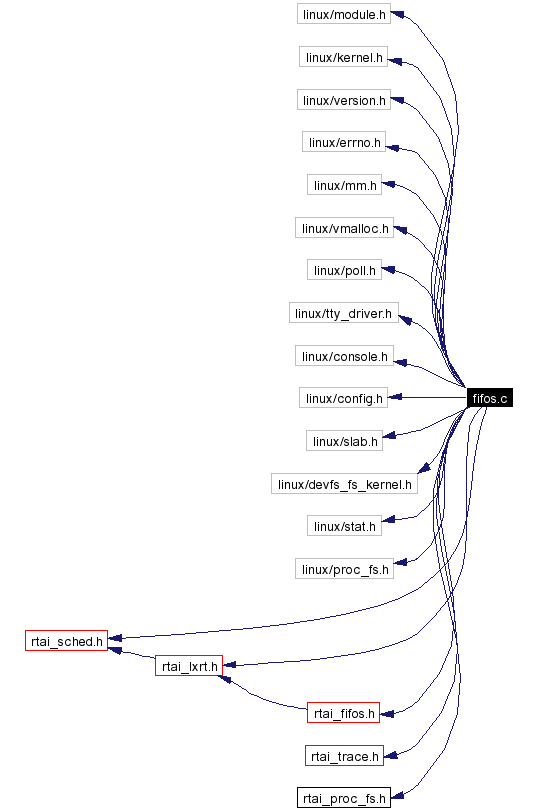 linux/module.h
linux/kernel.h
linux/version.h
linux/errno.h
linux/mm.h
linux/vmalloc.h
linux/poll.h
linux/tty_driver.h
linux/console.h
fifos.c
linux/config.h
linux/slab.h
linux/devfs_fs_kernel.h
linux/stat.h
linux/proc_fs.h
rtai_sched.h
rtai_lxrt.h
rtai_fifos.h
rtai_trace.h
rtai_proc_fs.h